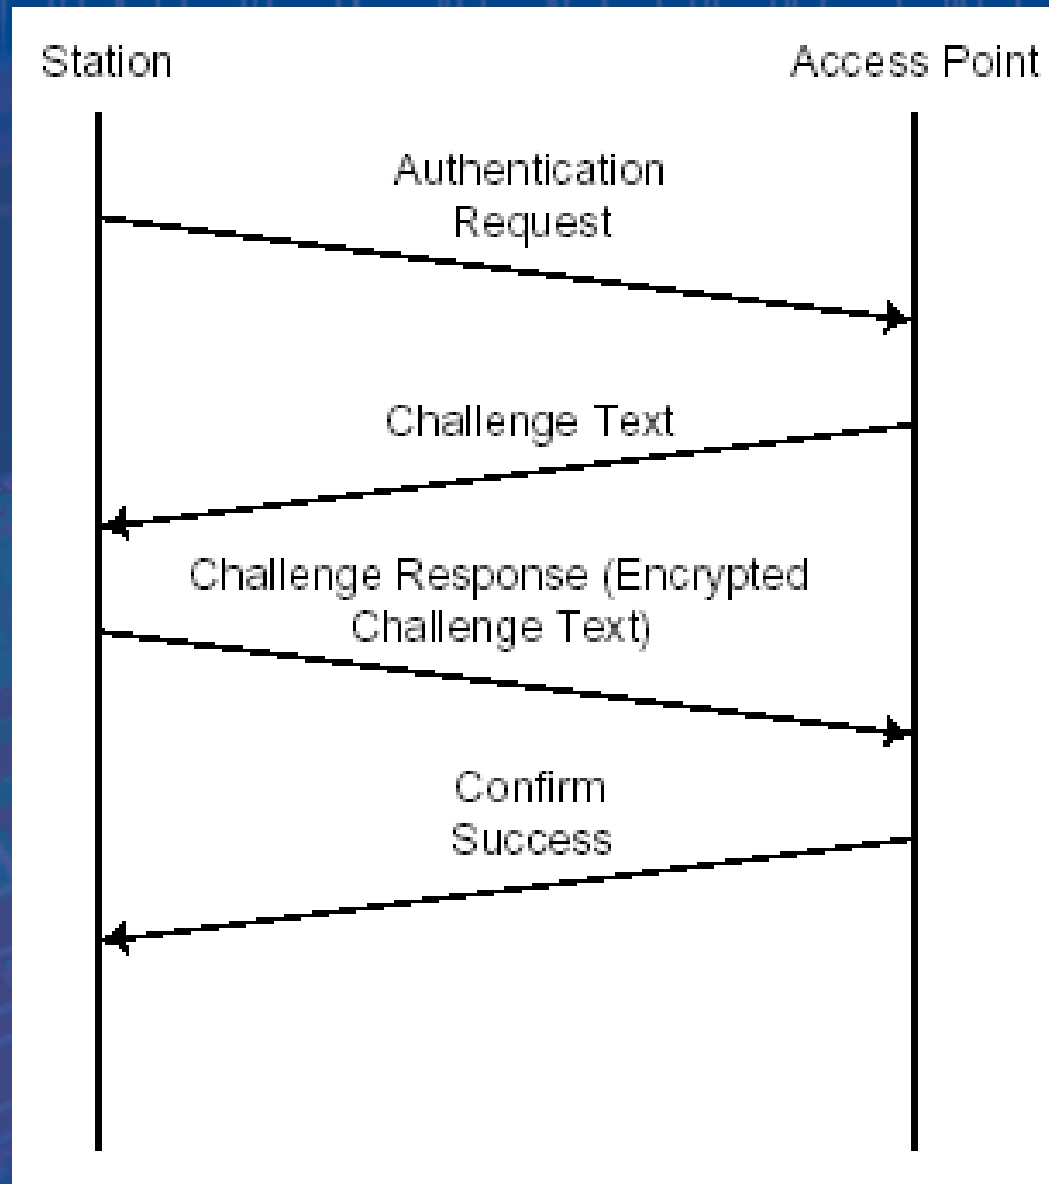 Station
Access Point
Authentication
Request
Challenge Text
Challenge Response (Encrypted
Challenge Text)
Confirm
Success